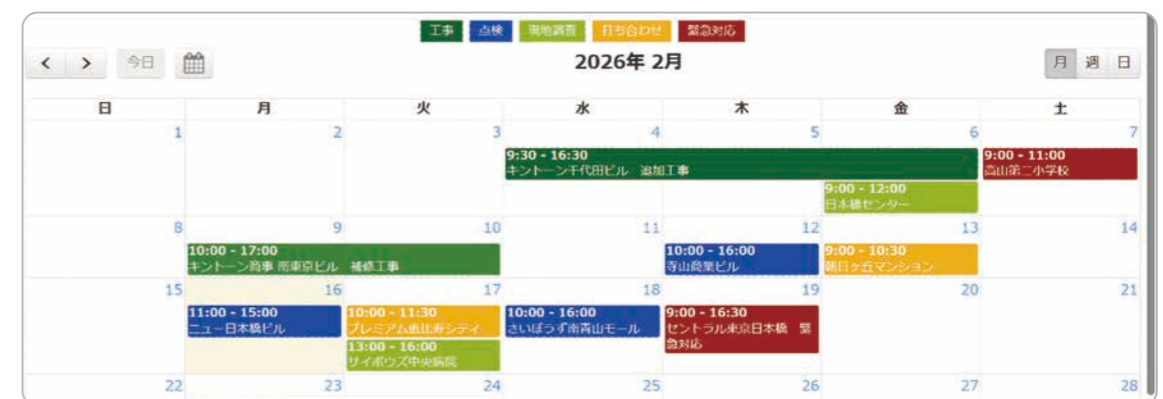 工事 点検 現地調査 打ち合わせ 緊急対応
今日 2026年 2月 月 週 日
日 月 火 水 木 金 土
1 2 3 4 5 6 7
9:30 - 16:30 9:00 - 11:00
キントーン千代田ビル 追加工事 高山第二小学校
9:00 - 12:00
日本橋センター
8 9 10 11 12 13 14
10:00 - 17:00 10:00 - 16:00 9:00 - 10:30
キントーン商事 南東京ビル 補修工事 寺山商業ビル 朝日ヶ丘マンション
15 16 17 18 19 20 21
11:00 - 15:00 10:00 - 11:30 10:00 - 16:00 9:00 - 16:30
ニュー日本橋ビル プレミアム恵比寿シティ さいぼうず南青山モール セントラル東京日本橋 緊
急対応
13:00 - 16:00
サイボウズ中央病院
22 23 24 25 26 27 28